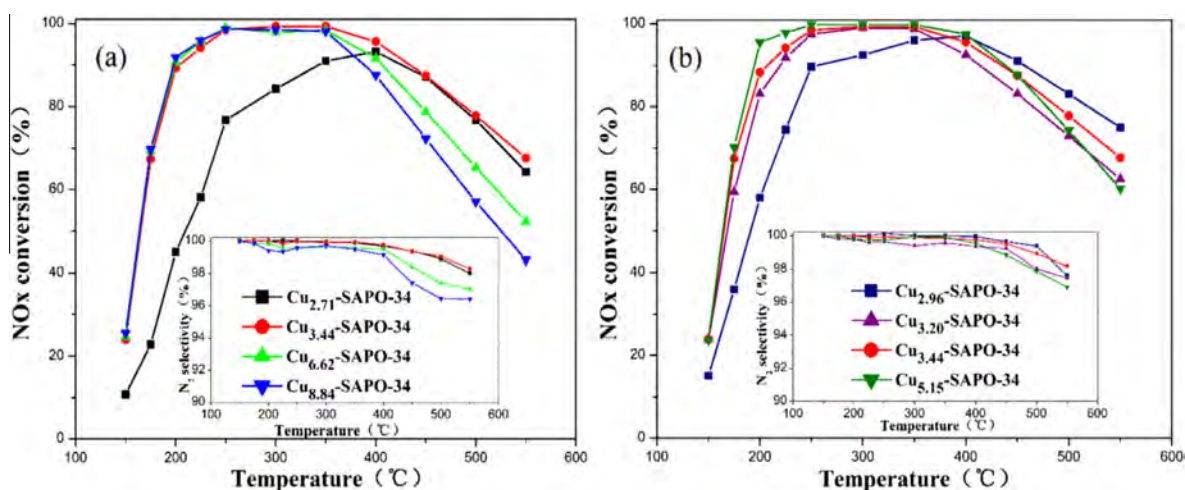 (a)
NOx conversion (%)
100
80
60
40
20
0
100 200 300 400 500 600
Temperature (℃)
N2 selectivity (%)
100
98
96
94
92
90
100 200 300 400 500 600
Temperature (℃)
Cu2.71-SAPO-34
Cu3.44-SAPO-34
Cu6.62-SAPO-34
Cu8.84-SAPO-34
(b)
NOx conversion (%)
100
80
60
40
20
0
100 200 300 400 500 600
Temperature (℃)
N2 selectivity (%)
100
98
96
94
92
90
100 200 300 400 500 600
Temperature (℃)
Cu2.96-SAPO-34
Cu3.20-SAPO-34
Cu3.44-SAPO-34
Cu5.15-SAPO-34